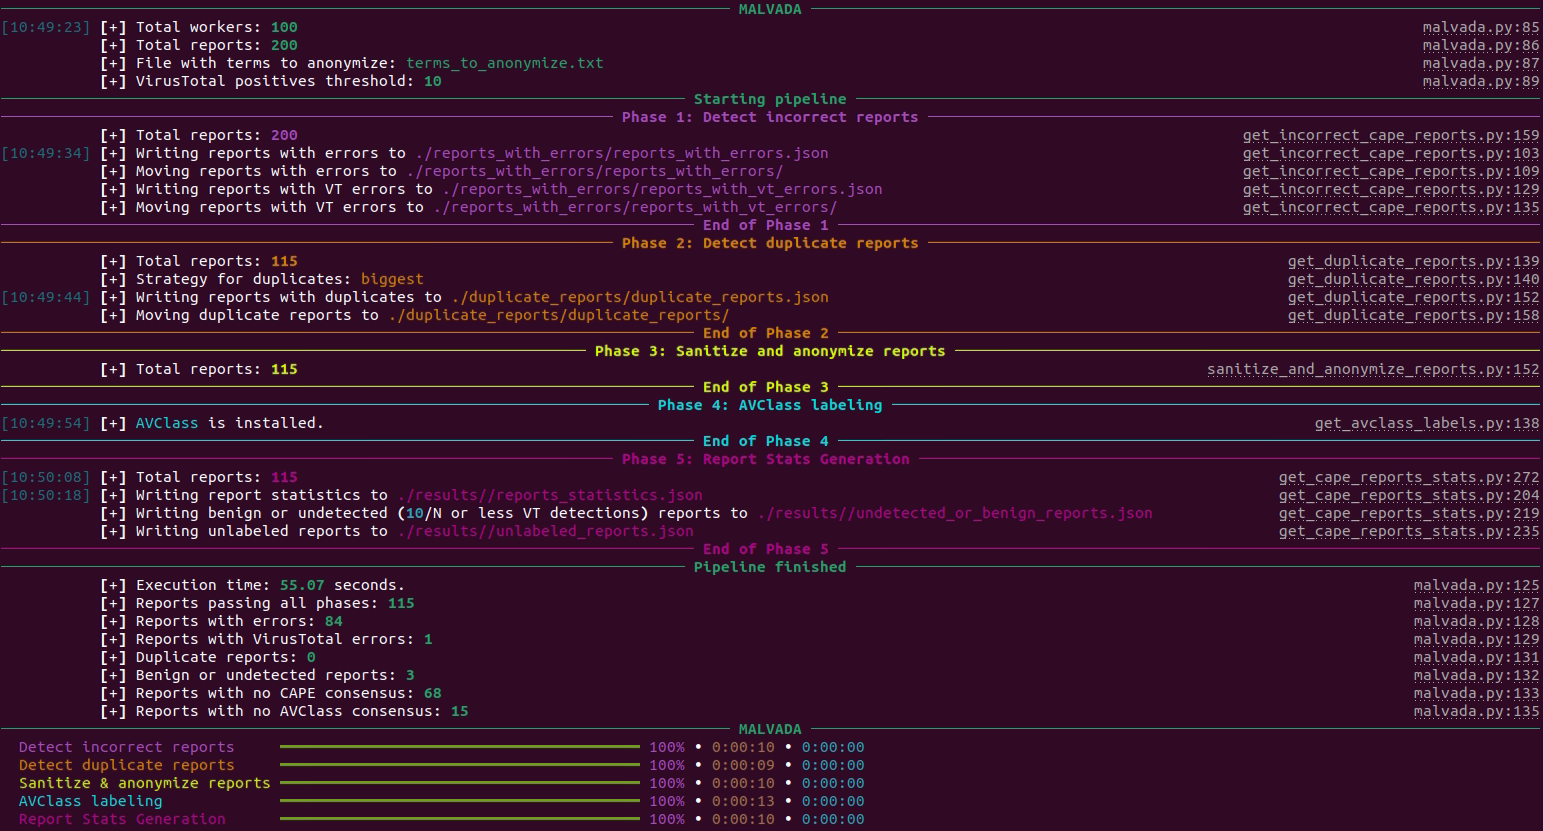 MALVADA
[10:49:23] [+] Total workers: 100 malvada.py:85
[+] Total reports: 200 malvada.py:86
[+] File with terms to anonymize: terms_to_anonymize.txt malvada.py:87
[+] VirusTotal positives threshold: 10 malvada.py:89
Starting pipeline
Phase 1: Detect incorrect reports
[+] Total reports: 200 get_incorrect_cape_reports.py:159
[10:49:34] [+] Writing reports with errors to ./reports_with_errors/reports_with_errors.json get_incorrect_cape_reports.py:103
[+] Moving reports with errors to ./reports_with_errors/reports_with_errors/ get_incorrect_cape_reports.py:109
[+] Writing reports with VT errors to ./reports_with_errors/reports_with_vt_errors.json get_incorrect_cape_reports.py:129
[+] Moving reports with VT errors to ./reports_with_errors/reports_with_vt_errors/ get_incorrect_cape_reports.py:135
End of Phase 1
Phase 2: Detect duplicate reports
[+] Total reports: 115 get_duplicate_reports.py:139
[+] Strategy for duplicates: biggest get_duplicate_reports.py:140
[10:49:44] [+] Writing reports with duplicates to ./duplicate_reports/duplicate_reports.json get_duplicate_reports.py:152
[+] Moving duplicate reports to ./duplicate_reports/duplicate_reports/ get_duplicate_reports.py:158
End of Phase 2
Phase 3: Sanitize and anonymize reports
[+] Total reports: 115 sanitize_and_anonymize_reports.py:152
End of Phase 3
Phase 4: AVClass labeling
[10:49:54] [+] AVClass is installed. get_avclass_labels.py:138
End of Phase 4
Phase 5: Report Stats Generation
[10:50:08] [+] Total reports: 115 get_cape_reports_stats.py:272
[10:50:18] [+] Writing report statistics to ./results//reports_statistics.json get_cape_reports_stats.py:204
[+] Writing benign or undetected (10/N or less VT detections) reports to ./results//undetected_or_benign_reports.json get_cape_reports_stats.py:219
[+] Writing unlabeled reports to ./results//unlabeled_reports.json get_cape_reports_stats.py:235
End of Phase 5
Pipeline finished
[+] Execution time: 55.07 seconds. malvada.py:125
[+] Reports passing all phases: 115 malvada.py:127
[+] Reports with errors: 84 malvada.py:128
[+] Reports with VirusTotal errors: 1 malvada.py:129
[+] Duplicate reports: 0 malvada.py:131
[+] Benign or undetected reports: 3 malvada.py:132
[+] Reports with no CAPE consensus: 68 malvada.py:133
[+] Reports with no AVClass consensus: 15 malvada.py:135
MALVADA
Detect incorrect reports 100% • 0:00:10 • 0:00:00
Detect duplicate reports 100% • 0:00:09 • 0:00:00
Sanitize & anonymize reports 100% • 0:00:10 • 0:00:00
AVClass labeling 100% • 0:00:13 • 0:00:00
Report Stats Generation 100% • 0:00:10 • 0:00:00